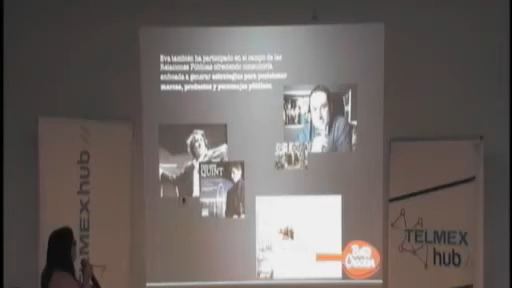 Eva también ha participado en el campo de las
Relaciones Públicas ofreciendo consultoría
enfocada a generar estrategias para posicionar
marcas, productos y personajes públicos
QUINT
TELMEX hub
TELMEX
hub